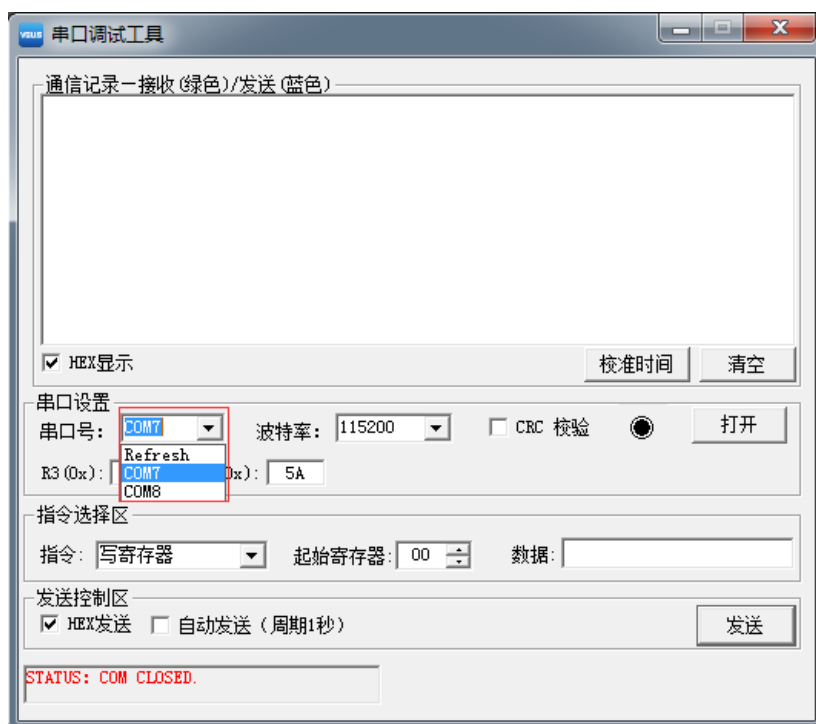 VGUS 串口调试工具
通信记录—接收(绿色)/发送(蓝色)
HEX显示
校准时间 清空
串口设置
串口号: COM7 波特率: 115200 CRC 校验 打开
Refresh
R3(0x): COM7 0x): 5A
COM8
指令选择区
指令: 写寄存器 起始寄存器: 00 数据:
发送控制区
HEX发送 自动发送(周期1秒) 发送
STATUS: COM CLOSED.